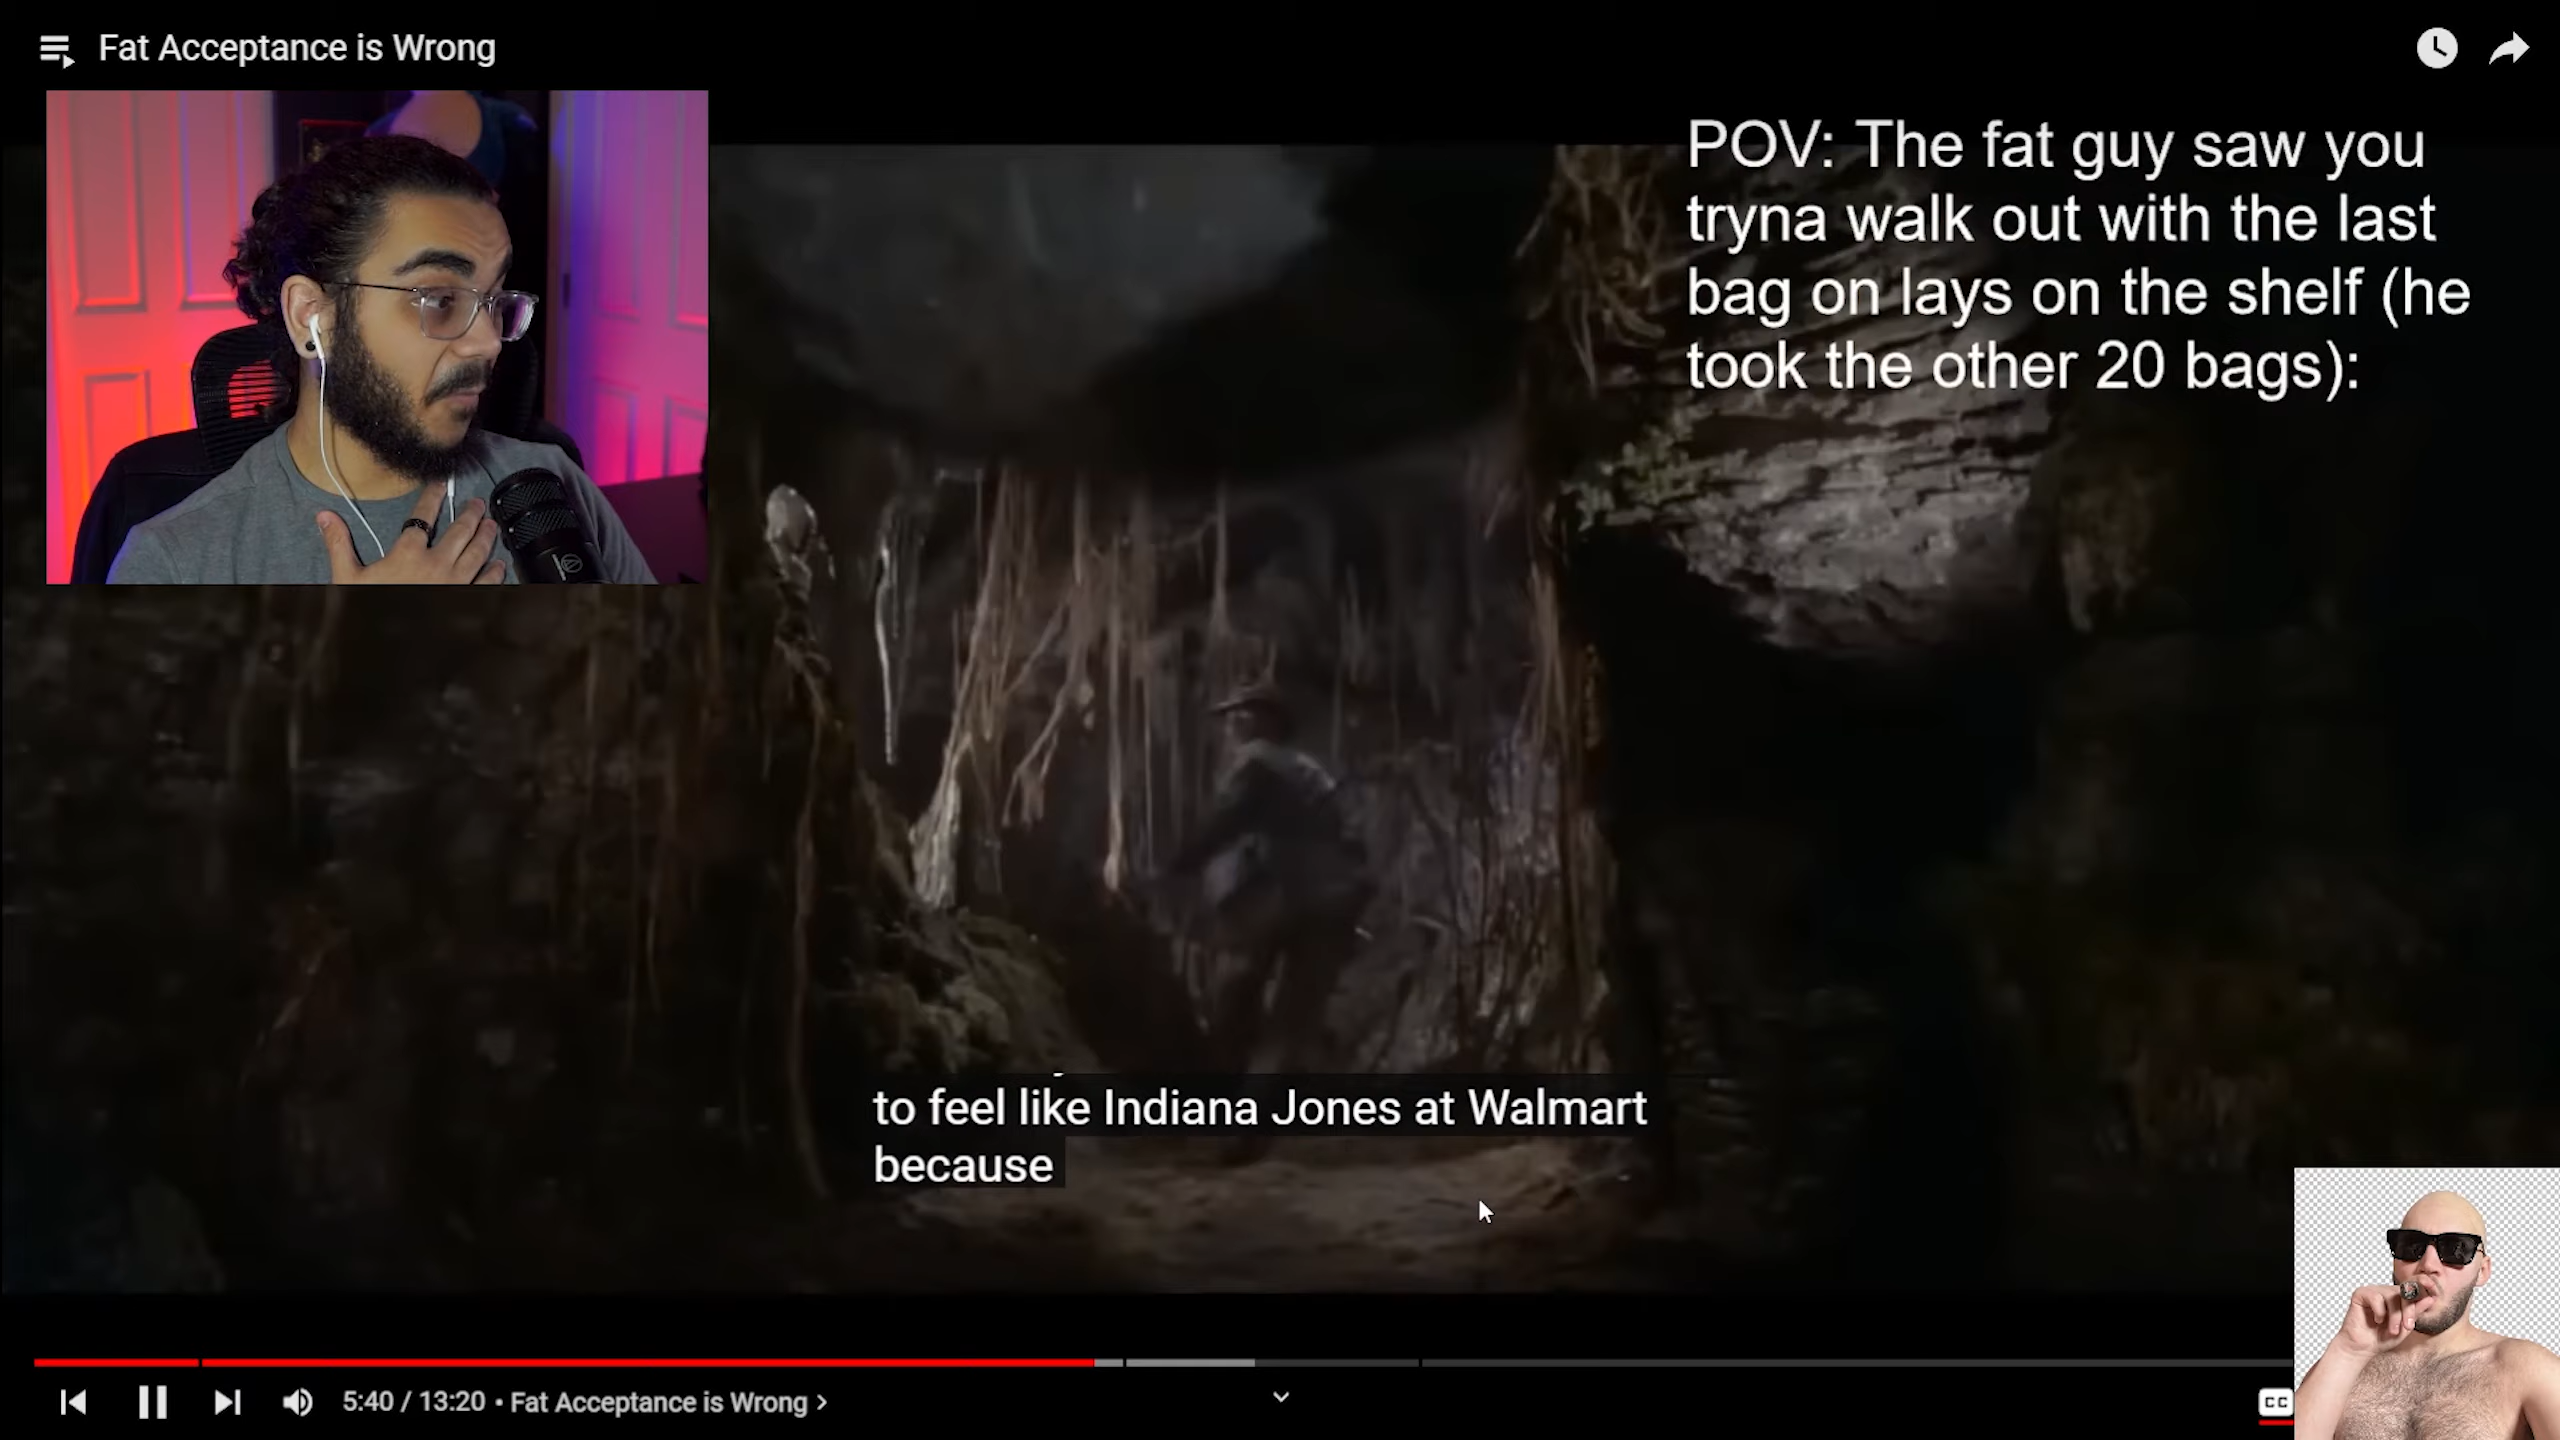 Fat Acceptance is Wrong
POV: The fat guy saw you
tryna walk out with the last
bag on lays on the shelf (he
took the other 20 bags):
to feel like Indiana Jones at Walmart
because
5:40 / 13:20 • Fat Acceptance is Wrong >
CC